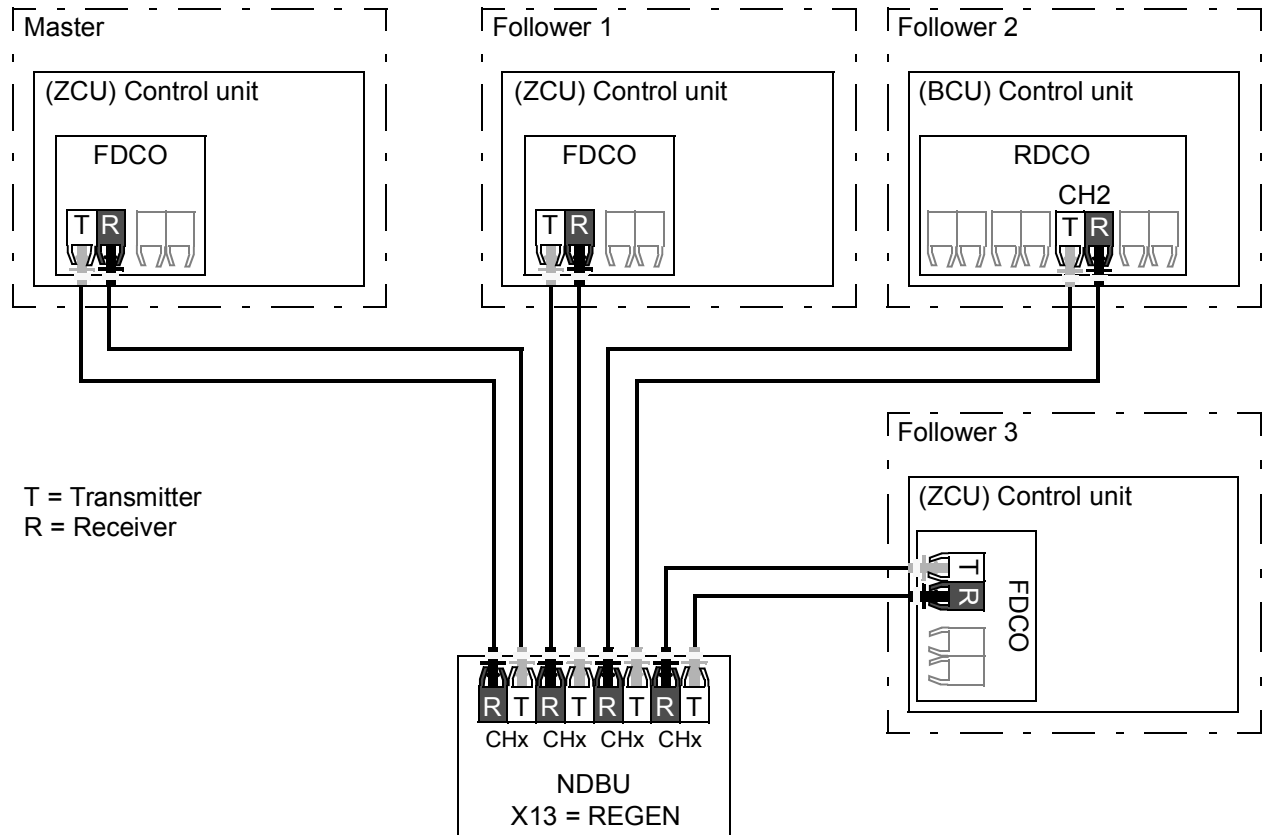 Master
(ZCU) Control unit
FDCO
T R
Follower 1
(ZCU) Control unit
FDCO
T R
Follower 2
(BCU) Control unit
RDCO
CH2
T R
T = Transmitter
R = Receiver
Follower 3
(ZCU) Control unit
T
R
FDCO
R T R T R T R T
CHx CHx CHx CHx
NDBU
X13 = REGEN